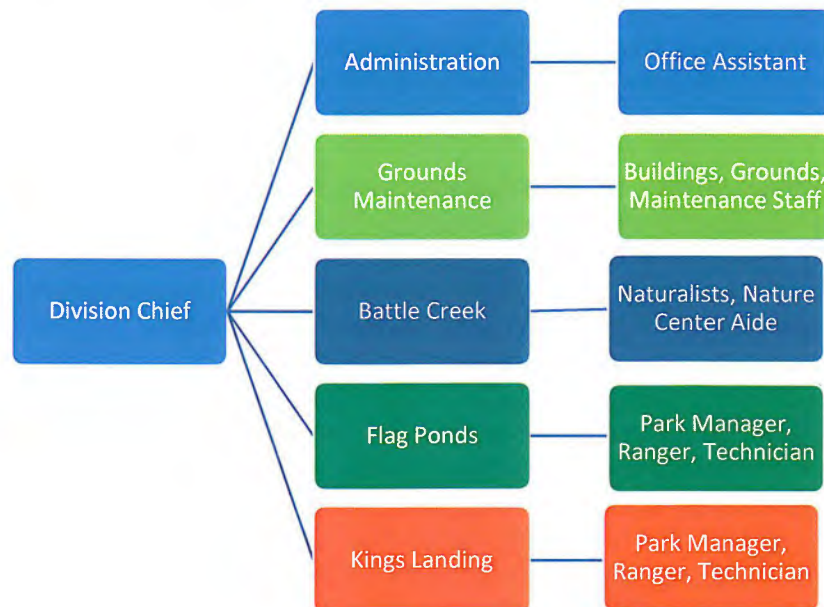 Administration
Office Assistant
Grounds
Maintenance
Buildings, Grounds,
Maintenance Staff
Division Chief
Battle Creek
Naturalists, Nature
Center Aide
Flag Ponds
Park Manager,
Ranger, Technician
Kings Landing
Park Manager,
Ranger, Technician